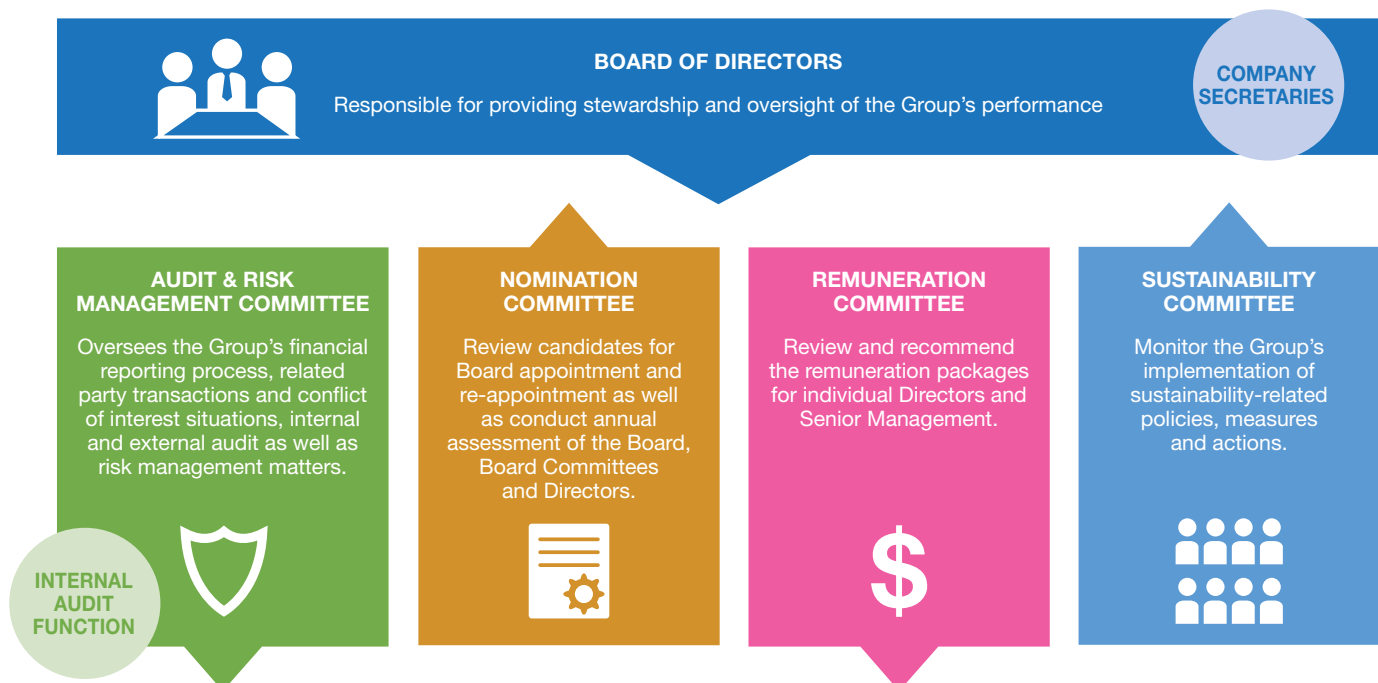 BOARD OF DIRECTORS
Responsible for providing stewardship and oversight of the Group’s performance
COMPANY
SECRETARIES
AUDIT & RISK
MANAGEMENT COMMITTEE
Oversees the Group’s financial
reporting process, related
party transactions and conflict
of interest situations, internal
and external audit as well as
risk management matters.
INTERNAL
AUDIT
FUNCTION
NOMINATION
COMMITTEE
Review candidates for
Board appointment and
re-appointment as well
as conduct annual
assessment of the Board,
Board Committees
and Directors.
REMUNERATION
COMMITTEE
Review and recommend
the remuneration packages
for individual Directors and
Senior Management.
$
SUSTAINABILITY
COMMITTEE
Monitor the Group’s
implementation of
sustainability-related
policies, measures
and actions.